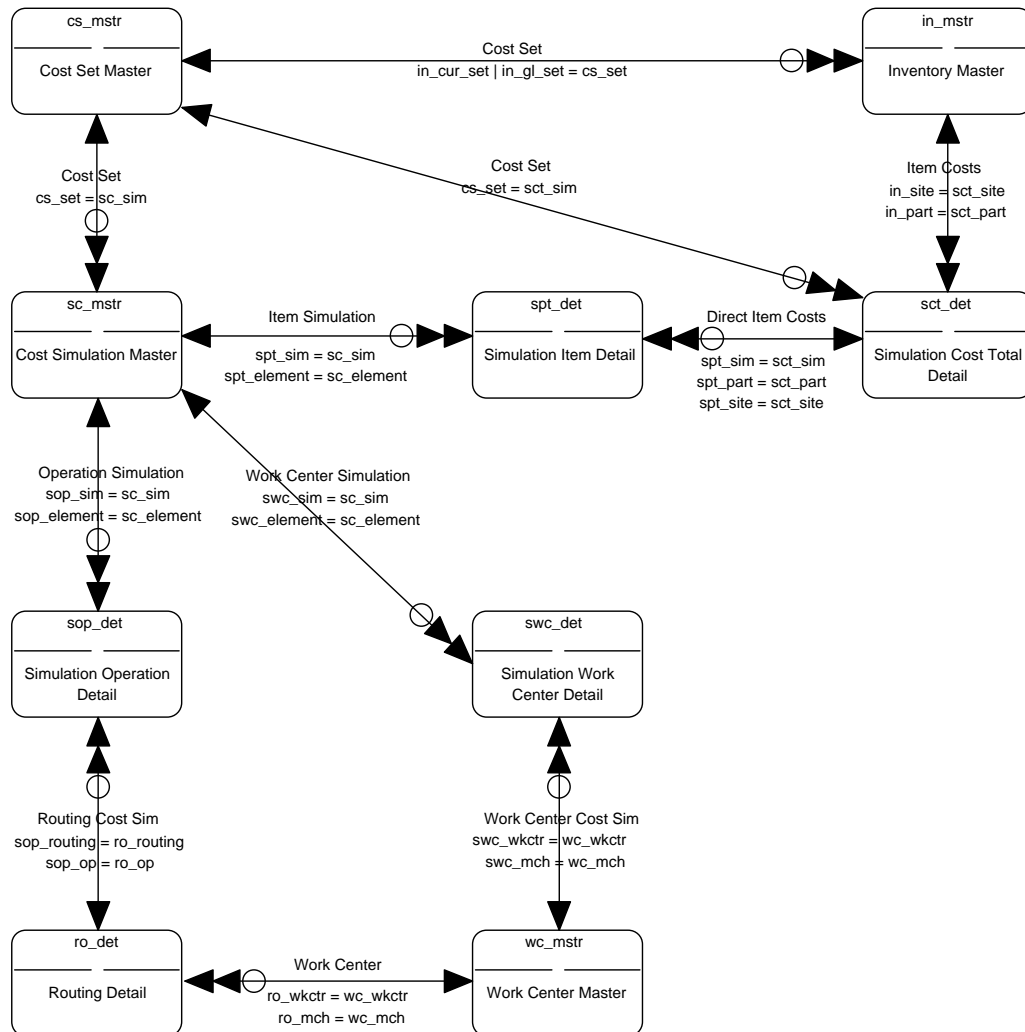 cs_mstr
Cost Set Master
Cost Set
in_cur_set | in_gl_set = cs_set
in_mstr
Inventory Master
Cost Set
cs_set = sc_sim
Cost Set
cs_set = sct_sim
Item Costs
in_site = sct_site
in_part = sct_part
sc_mstr
Cost Simulation Master
Item Simulation
spt_sim = sc_sim
spt_element = sc_element
spt_det
Simulation Item Detail
Direct Item Costs
spt_sim = sct_sim
spt_part = sct_part
spt_site = sct_site
sct_det
Simulation Cost Total
Detail
Operation Simulation
sop_sim = sc_sim
sop_element = sc_element
Work Center Simulation
swc_sim = sc_sim
swc_element = sc_element
sop_det
Simulation Operation
Detail
swc_det
Simulation Work
Center Detail
Routing Cost Sim
sop_routing = ro_routing
sop_op = ro_op
Work Center Cost Sim
swc_wkctr = wc_wkctr
swc_mch = wc_mch
ro_det
Routing Detail
Work Center
ro_wkctr = wc_wkctr
ro_mch = wc_mch
wc_mstr
Work Center Master